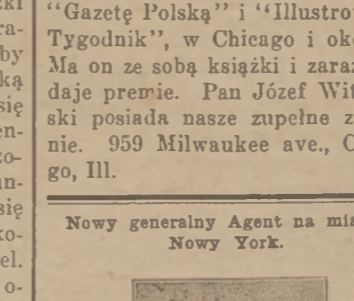 "Gazetę Polską" i "Illustro
Tygodnik", w Chicago i oko
Ma on ze sobą książki i zaraz
daje premie. Pan Józef Wit
ski posiada nasze zupełne z
nie. 959 Milwaukee ave., C
go, Ill.
Nowy generalny Agent na mia
Nowy York.